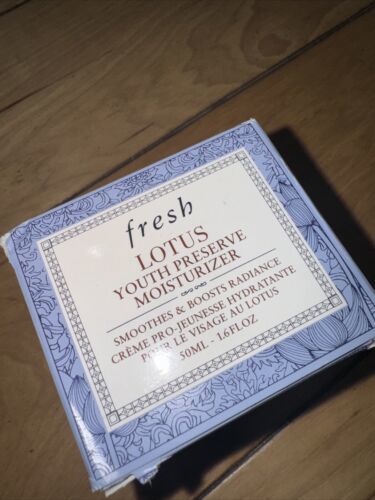 fresh
LOTUS
YOUTH PRESERVE
MOISTURIZER
SMOOTHES & BOOSTS RADIANCE
CRÈME PRO-JEUNESSE HYDRATANTE
POUR LE VISAGE AU LOTUS
50ML - 1.6FLOZ